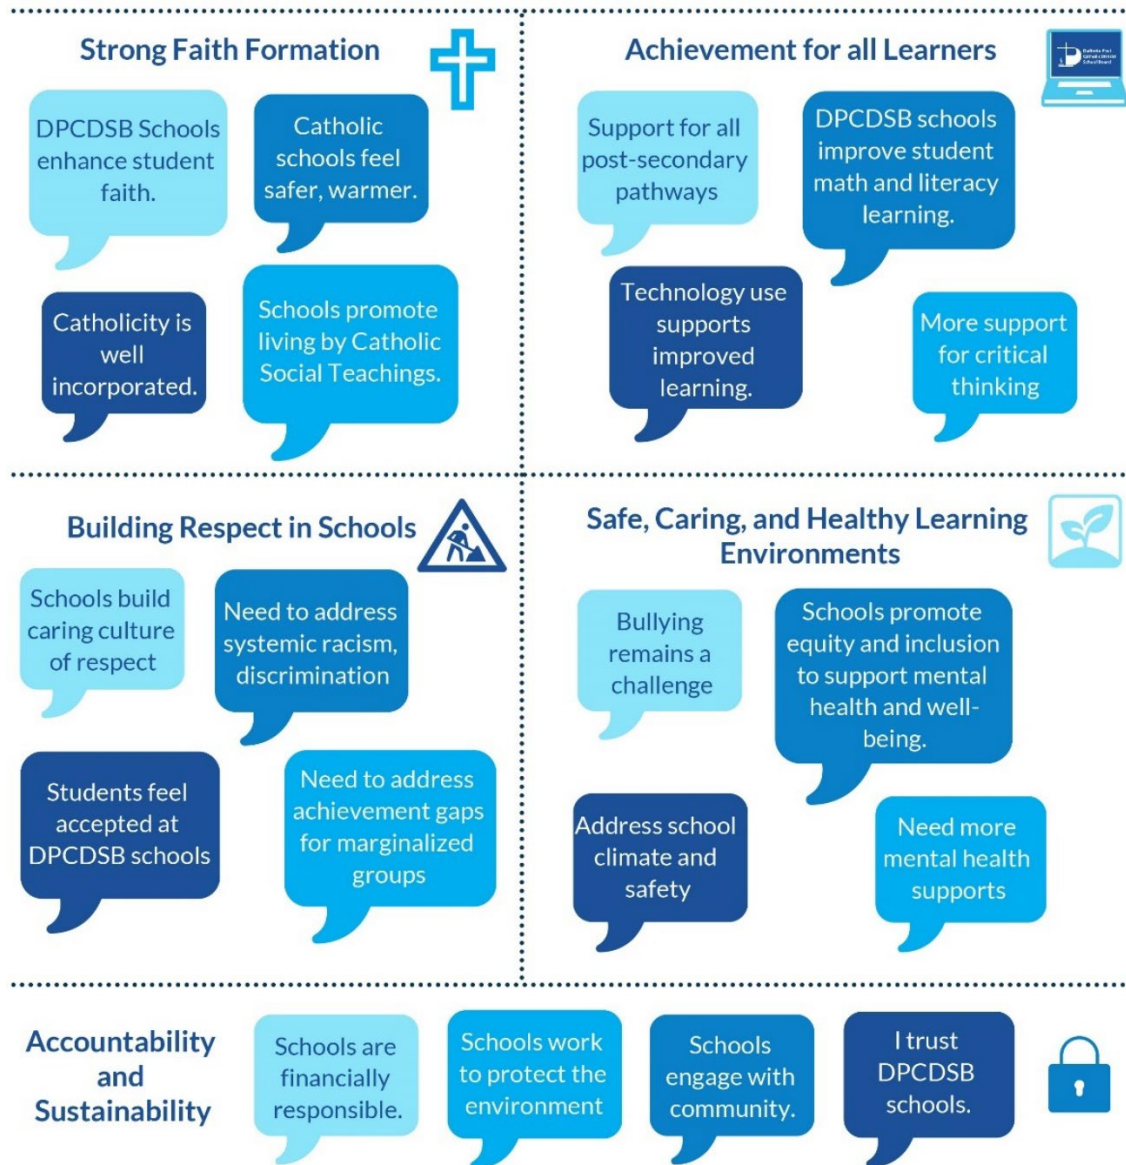 Strong Faith Formation
DPCDSB Schools
enhance student
faith.
Catholic
schools feel
safer, warmer.
Catholicity is
well
incorporated.
Schools promote
living by Catholic
Social Teachings.
Achievement for all Learners
Support for all
post-secondary
pathways
DPCDSB schools
improve student
math and literacy
learning.
Technology use
supports
improved
learning.
More support
for critical
thinking
Building Respect in Schools
Schools build
caring culture
of respect
Need to address
systemic racism,
discrimination
Students feel
accepted at
DPCDSB schools
Need to address
achievement gaps
for marginalized
groups
Safe, Caring, and Healthy Learning
Environments
Bullying
remains a
challenge
Schools promote
equity and inclusion
to support mental
health and well-
being.
Address school
climate and
safety
Need more
mental health
supports
Accountability
and
Sustainability
Schools are
financially
responsible.
Schools work
to protect the
environment
Schools
engage with
community.
I trust
DPCDSB
schools.